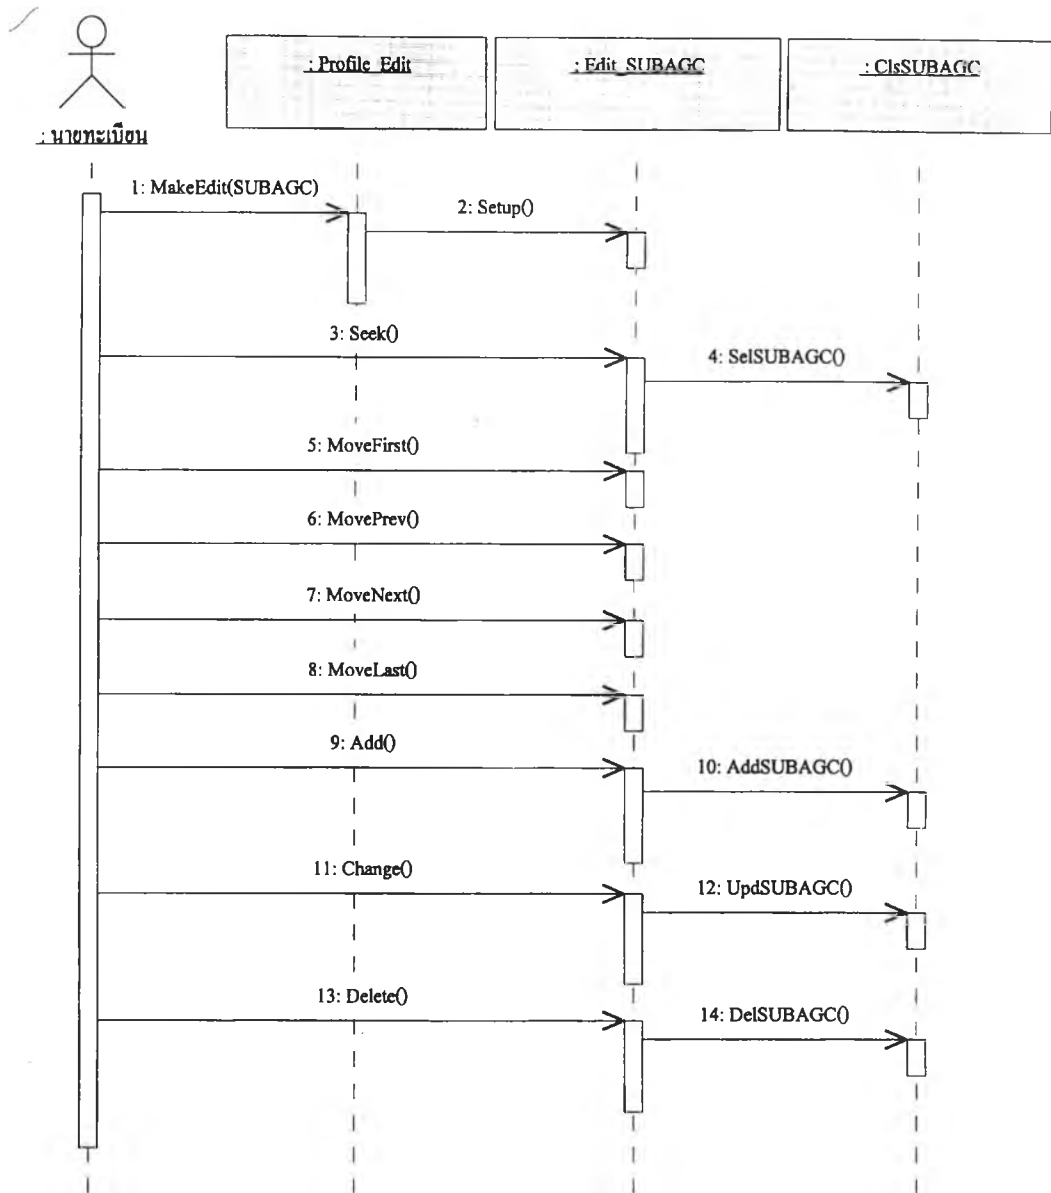 : Profile_Edit
: Edit_SUBAGC
: ClsSUBAGC
: นายทะเบียน
1: MakeEdit(SUBAGC)
2: Setup()
3: Seek()
4: SelSUBAGC()
5: MoveFirst()
6: MovePrev()
7: MoveNext()
8: MoveLast()
9: Add()
10: AddSUBAGC()
11: Change()
12: UpdSUBAGC()
13: Delete()
14: DelSUBAGC()